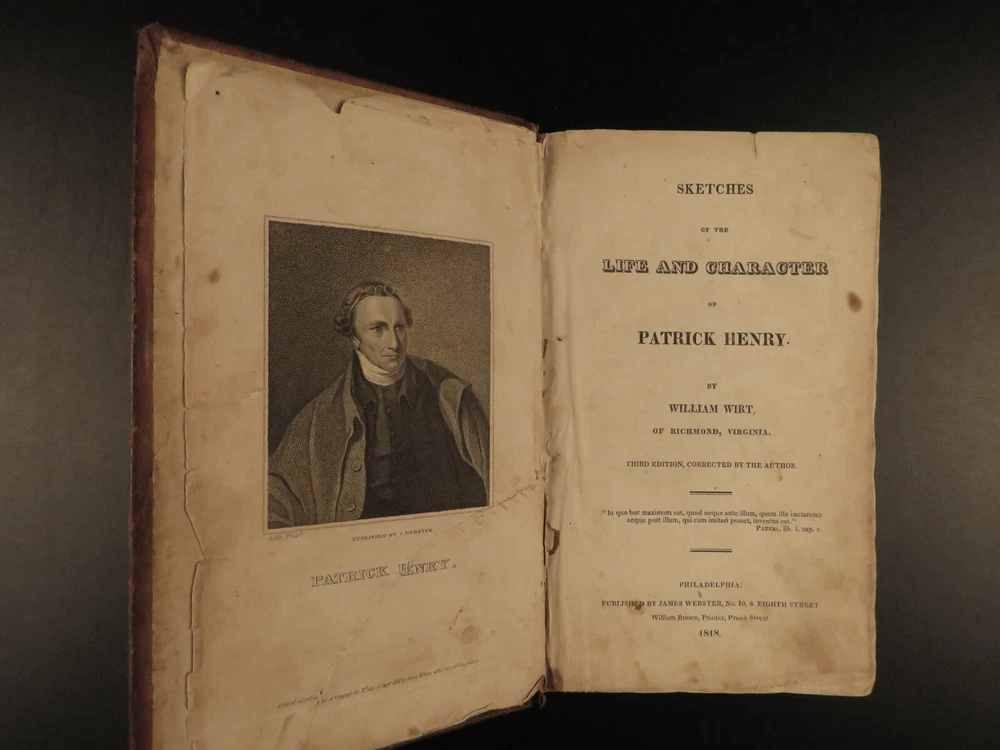 PUBLISHED BY J. WEBSTER
PATRICK HENRY.
SKETCHES
OF THE
LIFE AND CHARACTER
OF
PATRICK HENRY.
BY
WILLIAM WIRT,
OF RICHMOND, VIRGINIA.
THIRD EDITION, CORRECTED BY THE AUTHOR.
"In quo hoc maximum est, quod neque ante illum, quem ille imitaretur
neque post illum, qui eum imitari posset, inventus est."
lib. i. cap. v.
PHILADELPHIA:
PUBLISHED BY JAMES WEBSTER, No. 10, S. EIGHTH STREET
William Brown, Printer, Prune Street.
1818.